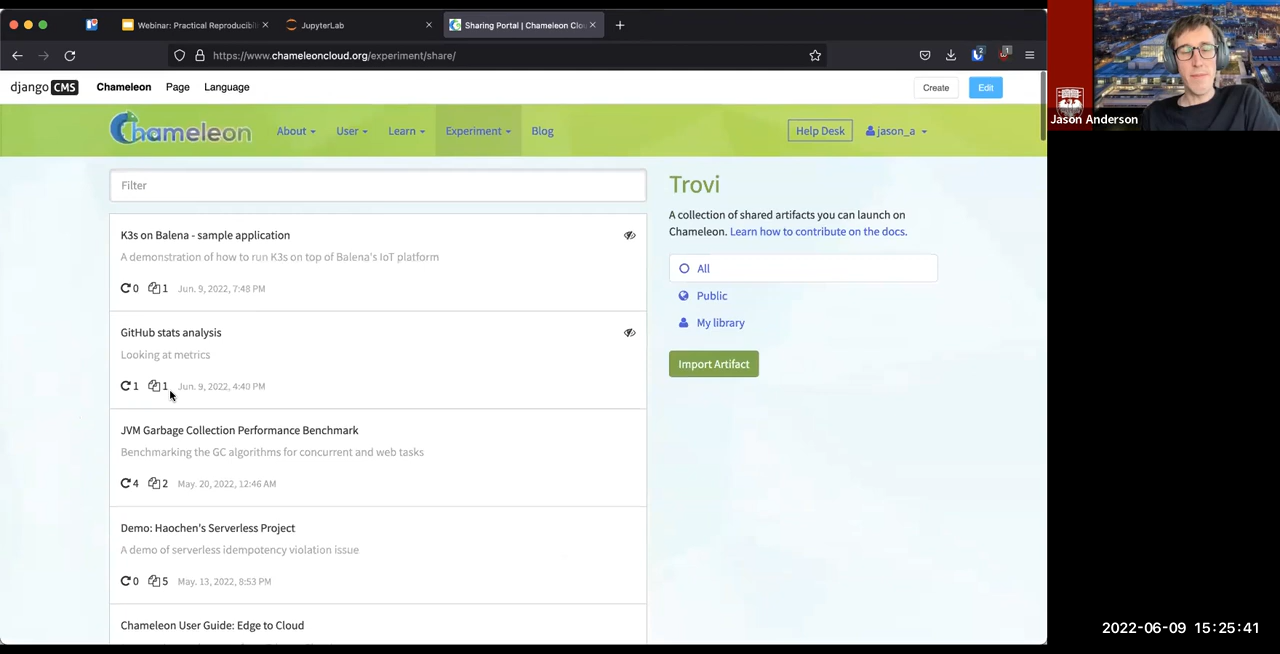 Webinar: Practical Reproducibil
JupyterLab
Sharing Portal | Chameleon Clou
https://www.chameleoncloud.org/experiment/share/
2
1
django CMS
Chameleon
Page
Language
Create
Edit
Chameleon
About
User
Learn
Experiment
Blog
Help Desk
jason_a
Jason Anderson
Filter
K3s on Balena - sample application
A demonstration of how to run K3s on top of Balena's IoT platform
0 1 Jun. 9, 2022, 7:48 PM
GitHub stats analysis
Looking at metrics
1 1 Jun. 9, 2022, 4:40 PM
JVM Garbage Collection Performance Benchmark
Benchmarking the GC algorithms for concurrent and web tasks
4 2 May. 20, 2022, 12:46 AM
Demo: Haochen's Serverless Project
A demo of serverless idempotency violation issue
0 5 May. 13, 2022, 8:53 PM
Chameleon User Guide: Edge to Cloud
Trovi
A collection of shared artifacts you can launch on
Chameleon. Learn how to contribute on the docs.
All
Public
My library
Import Artifact
2022-06-09 15:25:41